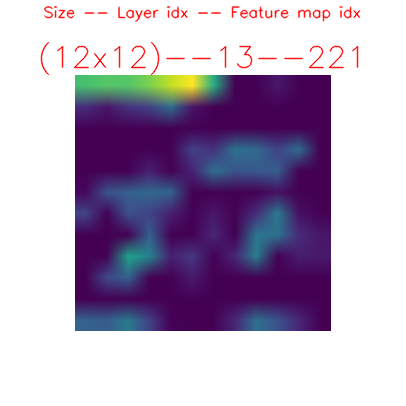 Size -- Layer idx -- Feature map idx
(12x12)--13--221